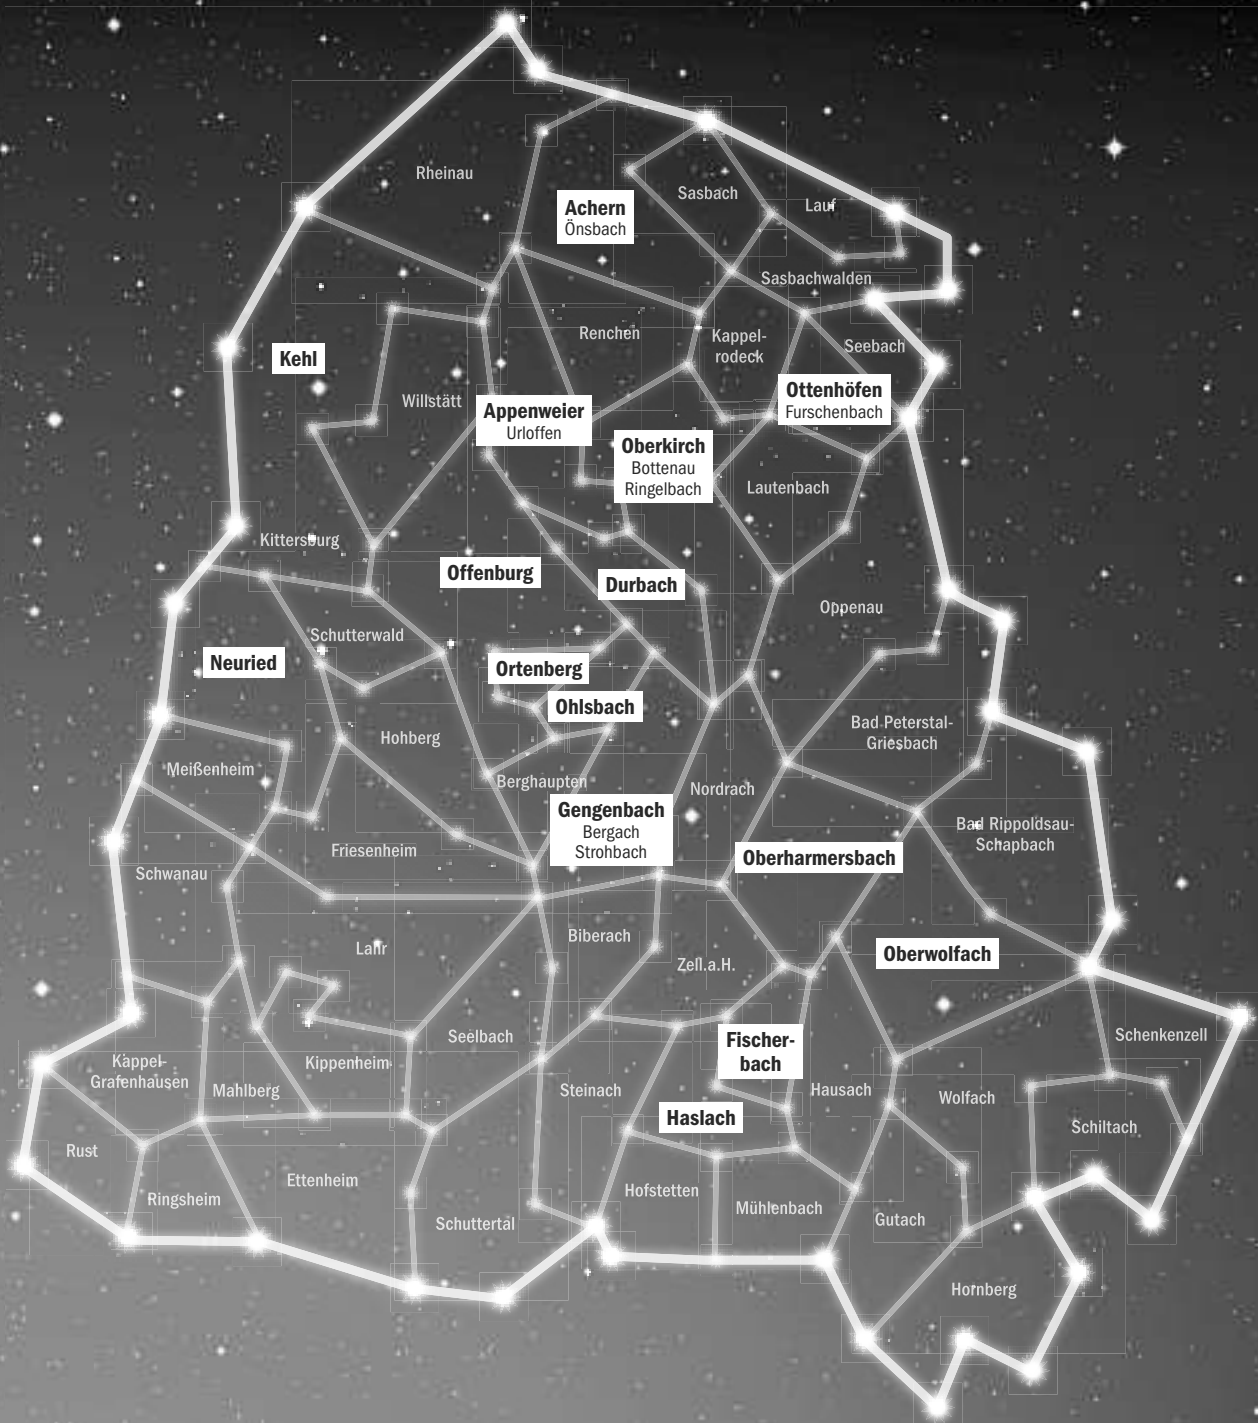 Rheinau
Sasbach
Achern
Önsbach
Lauf
Sasbachwalden
Renchen
Kappel-
rodeck
Seebach
Kehl
Willstätt
Ottenhöfen
Furschenbach
Appenweier
Urloffen
Oberkirch
Bottenau
Ringelbach
Lautenbach
Kittersburg
Offenburg
Durbach
Oppenau
Schutterwald
Neuried
Ortenberg
Ohlsbach
Hohberg
Bad Peterstal-
Griesbach
Meißenheim
Berghaupten
Nordrach
Gengenbach
Bergach
Strohbach
Bad Rippoldsau-
Schapbach
Friesenheim
Oberharmersbach
Schwanau
Lahr
Biberach
Oberwolfach
Zell.a.H.
Seelbach
Schenkenzell
Fischer-
bach
Kappel-
Grafenhausen
Kippenheim
Mahlberg
Steinach
Hausach
Wolfach
Haslach
Schiltach
Rust
Ettenheim
Hofstetten
Ringsheim
Mühlenbach
Schuttertal
Gutach
Hornberg